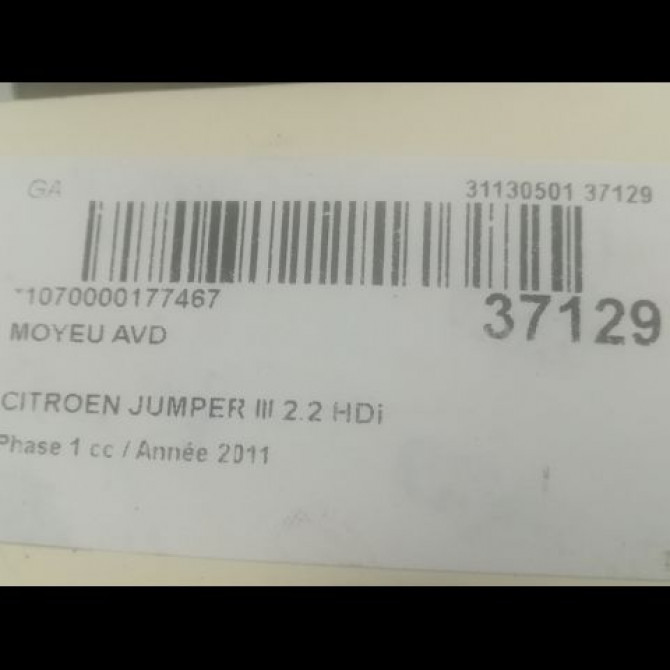 GA
31130501 37129
*1070000177467
37129
MOYEU AVD
CITROEN JUMPER III 2.2 HDi
Phase 1 cc / Année 2011